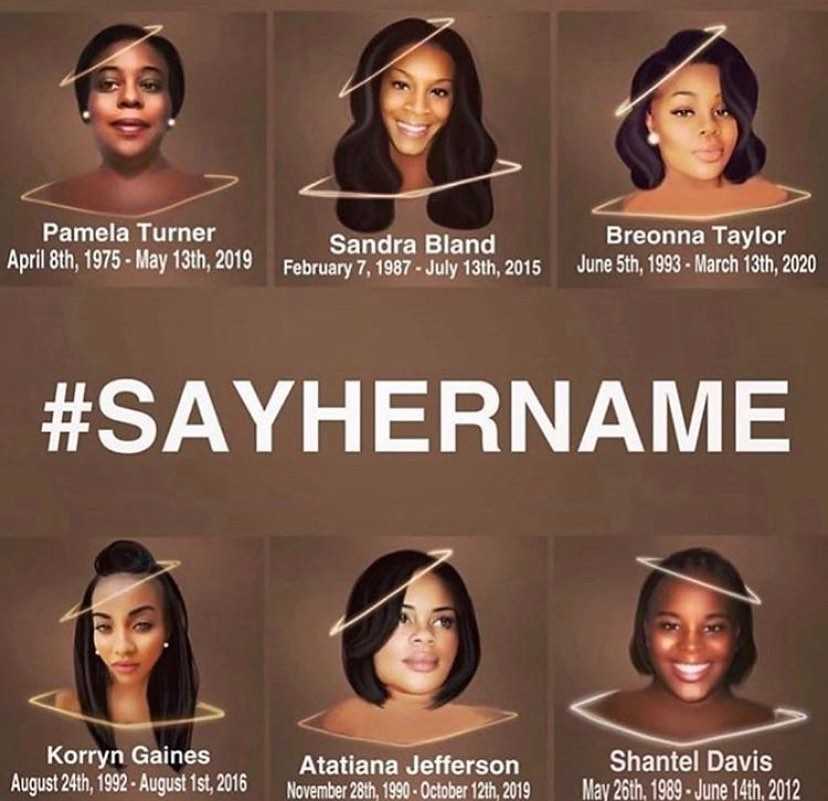 Pamela Turner
April 8th, 1975 - May 13th, 2019
Sandra Bland
February 7, 1987 - July 13th, 2015
Breonna Taylor
June 5th, 1993 - March 13th, 2020
#SAYHERNAME
Korryn Gaines
August 24th, 1992 - August 1st, 2016
Atatiana Jefferson
November 28th, 1990 - October 12th, 2019
Shantel Davis
May 26th, 1989 - June 14th, 2012